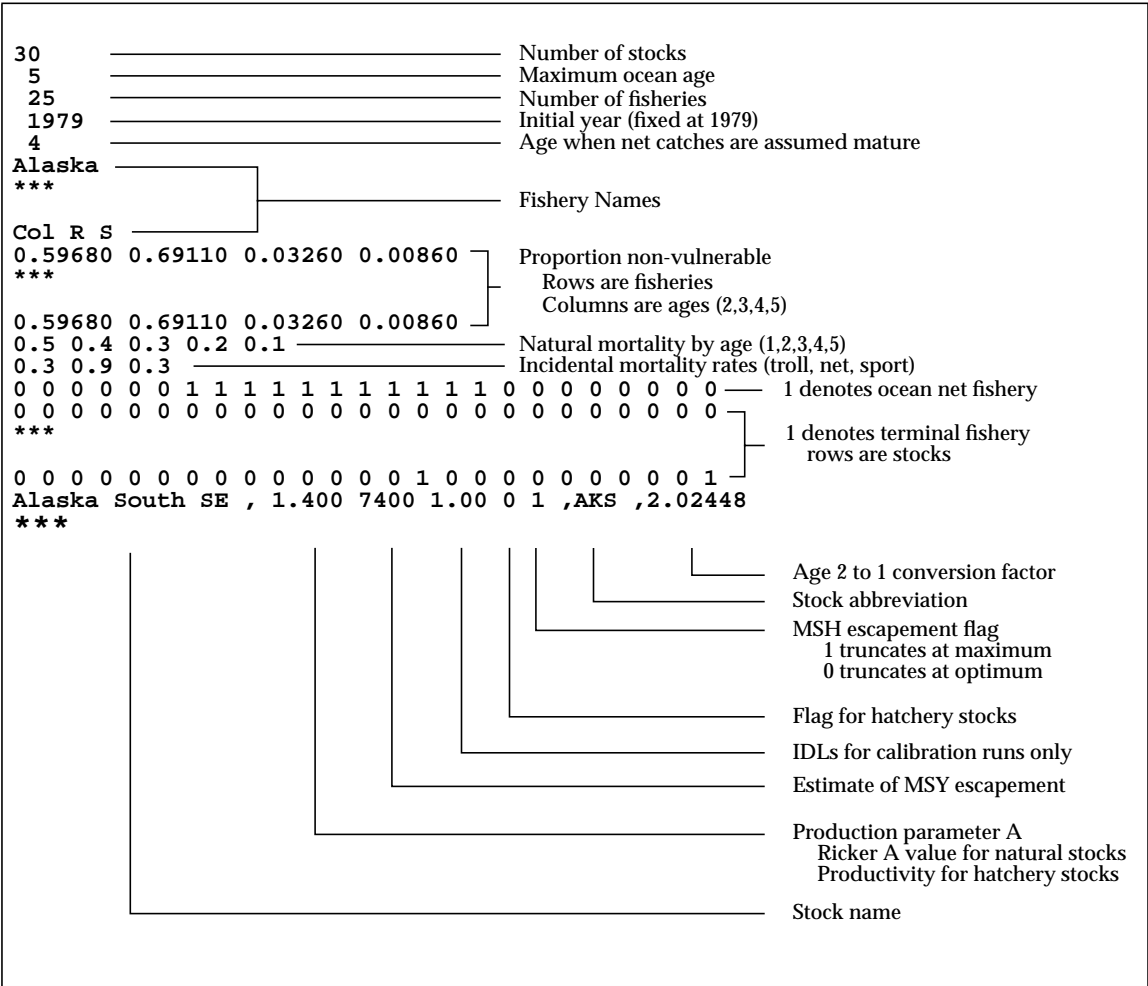 30 Number of stocks
5 Maximum ocean age
25 Number of fisheries
1979 Initial year (fixed at 1979)
4 Age when net catches are assumed mature
Alaska
***
Fishery Names
Col R S
0.59680 0.69110 0.03260 0.00860 Proportion non-vulnerable
*** Rows are fisheries
Columns are ages (2,3,4,5)
0.59680 0.69110 0.03260 0.00860
0.5 0.4 0.3 0.2 0.1 Natural mortality by age (1,2,3,4,5)
0.3 0.9 0.3 Incidental mortality rates (troll, net, sport)
0 0 0 0 0 0 1 1 1 1 1 1 1 1 1 1 1 0 0 0 0 0 0 0 0 1 denotes ocean net fishery
0 0 0 0 0 0 0 0 0 0 0 0 0 0 0 0 0 0 0 0 0 0 0 0 0
*** 1 denotes terminal fishery
rows are stocks
0 0 0 0 0 0 0 0 0 0 0 0 0 0 1 0 0 0 0 0 0 0 0 0 1
Alaska South SE , 1.400 7400 1.00 0 1 ,AKS ,2.02448
***
Age 2 to 1 conversion factor
Stock abbreviation
MSH escapement flag
1 truncates at maximum
0 truncates at optimum
Flag for hatchery stocks
IDLs for calibration runs only
Estimate of MSY escapement
Production parameter A
Ricker A value for natural stocks
Productivity for hatchery stocks
Stock name